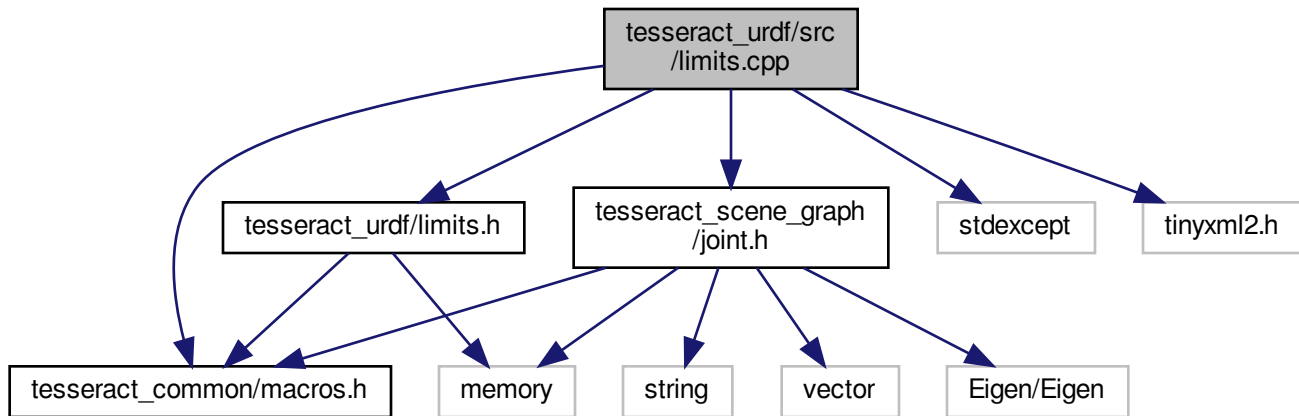 tesseract_urdf/src
/limits.cpp
tesseract_urdf/limits.h
tesseract_scene_graph
/joint.h
stdexcept
tinyxml2.h
tesseract_common/macros.h
memory
string
vector
Eigen/Eigen